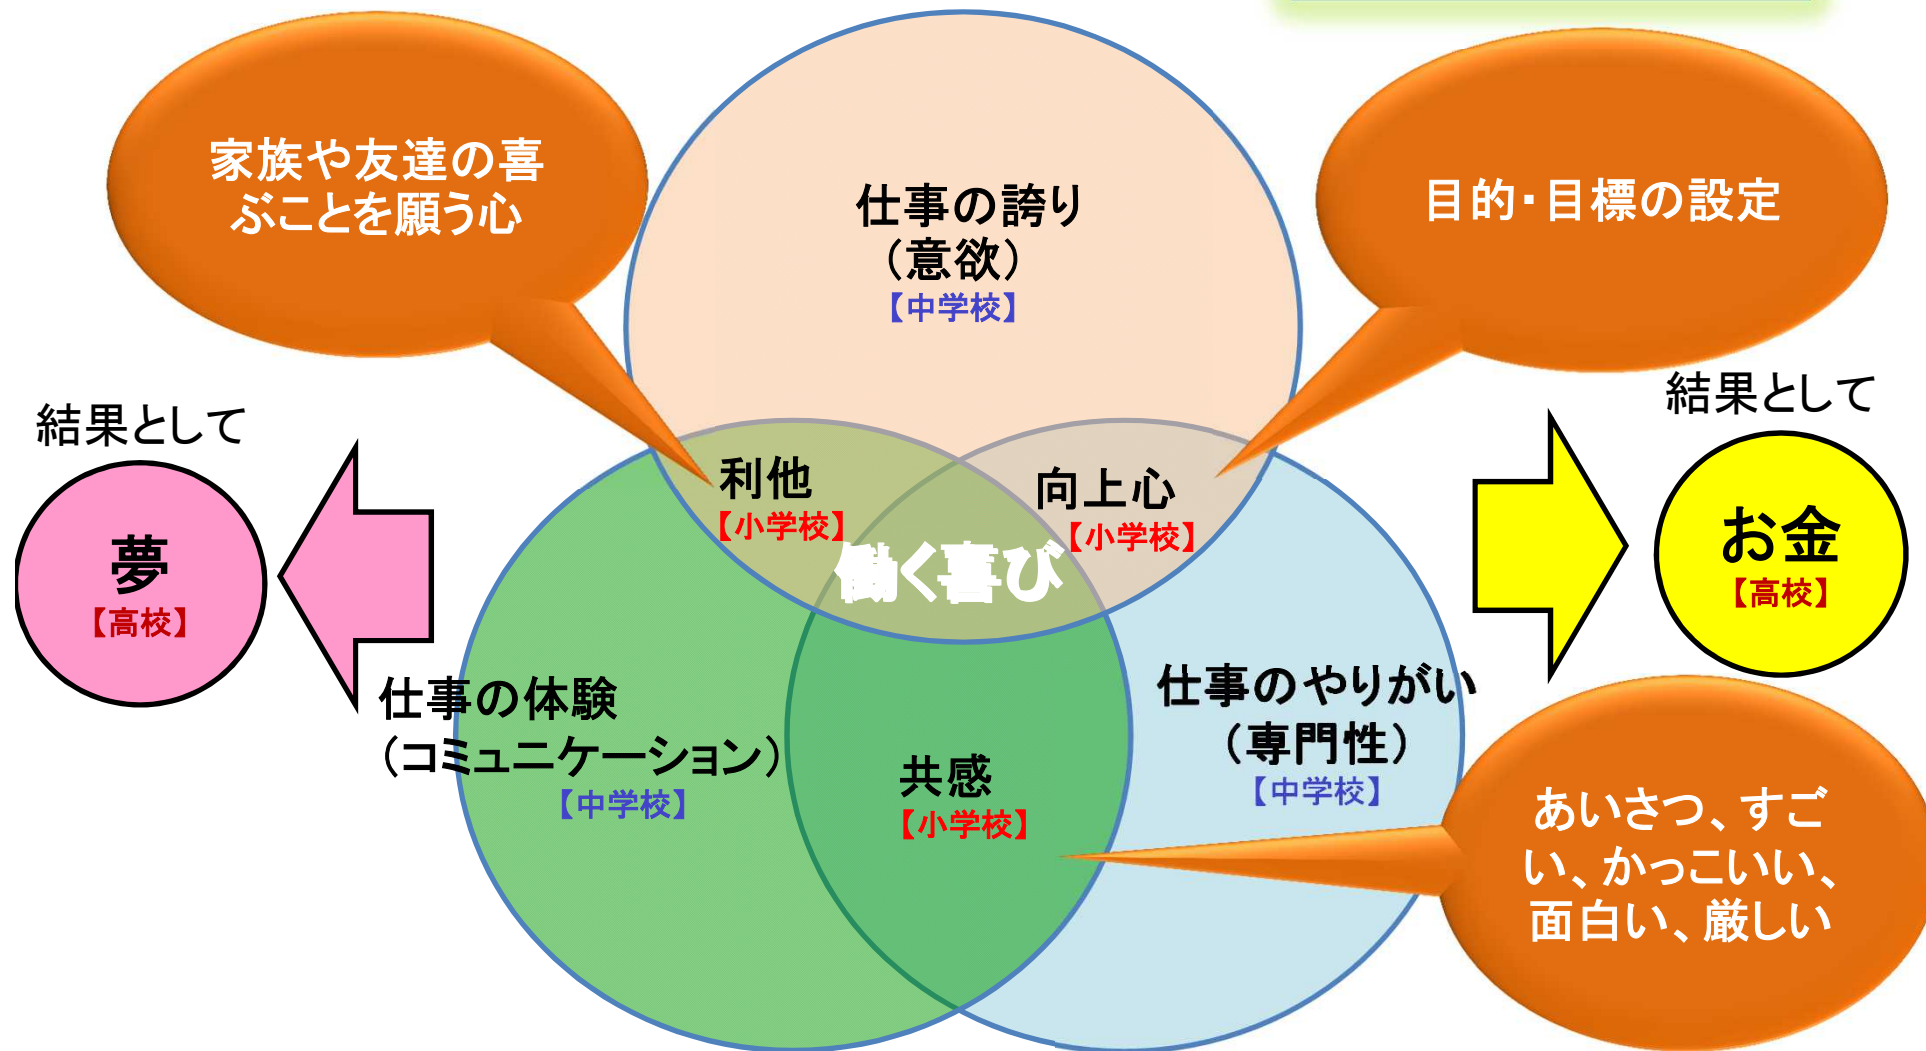 家族や友達の喜
ぶことを願う心
仕事の誇り
（意欲）
【中学校】
目的・目標の設定
結果として
夢
【高校】
結果として
お金
【高校】
利他
【小学校】
向上心
【小学校】
働く喜び
仕事の体験
（コミュニケーション）
【中学校】
共感
【小学校】
仕事のやりがい
（専門性）
【中学校】
あいさつ、すご
い、かっこいい、
面白い、厳しい